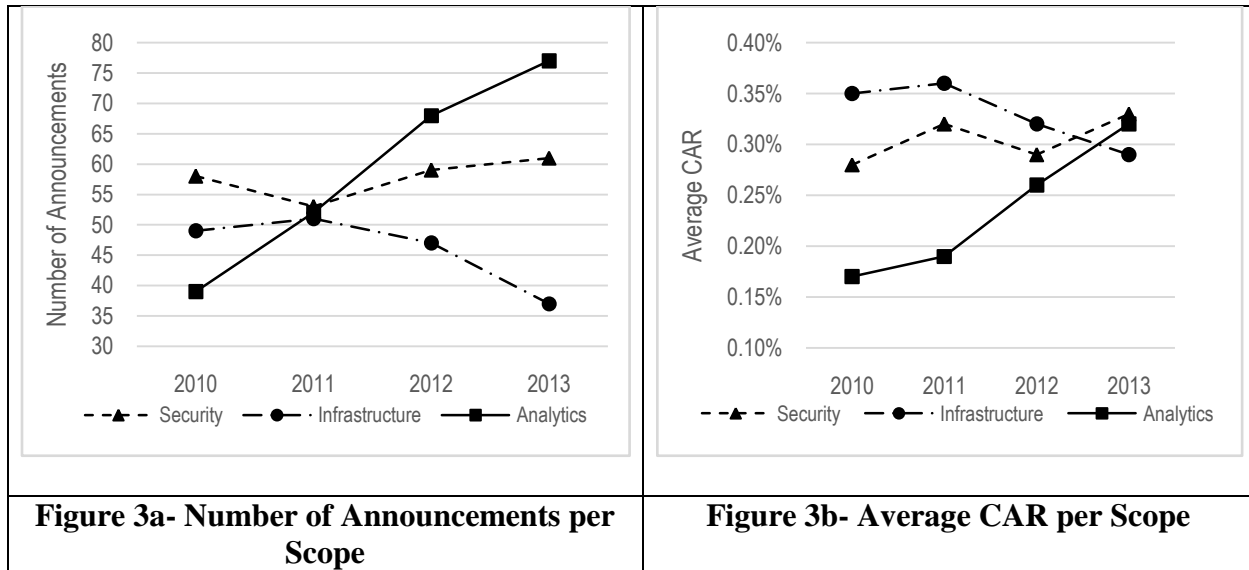 80
75
70
65
60
55
50
45
40
35
30
Number of Announcements
2010 2011 2012 2013
Security Infrastructure Analytics
0.40%
0.35%
0.30%
0.25%
0.20%
0.15%
0.10%
Average CAR
2010 2011 2012 2013
Security Infrastructure Analytics
Figure 3a- Number of Announcements per
Scope
Figure 3b- Average CAR per Scope